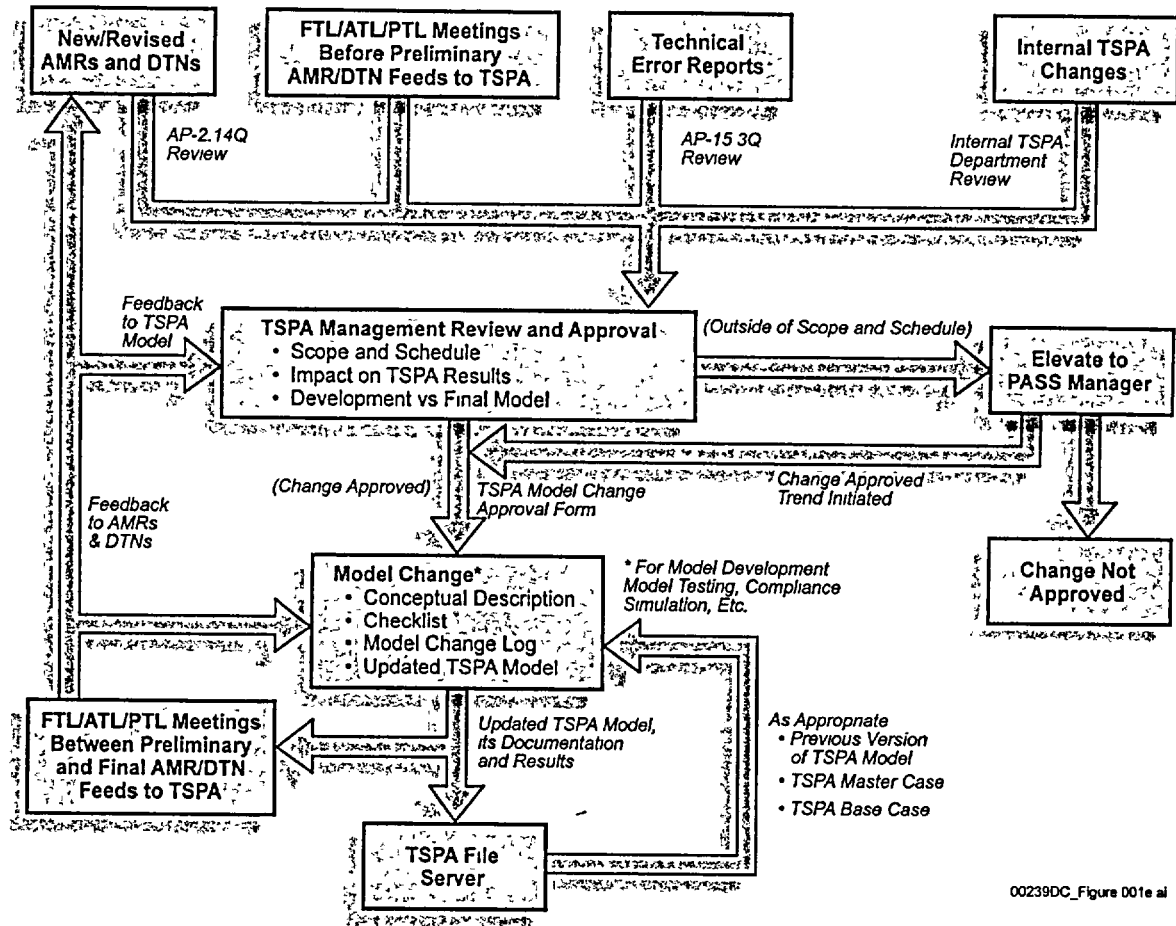 New/Revised
AMRs and DTNs
FTL/ATL/PTL Meetings
Before Preliminary
AMR/DTN Feeds to TSPA
Technical
Error Reports
Internal TSPA
Changes
AP-2.14Q
Review
AP-15 3Q
Review
Internal TSPA
Department
Review
Feedback
to TSPA
Model
TSPA Management Review and Approval
• Scope and Schedule
• Impact on TSPA Results
• Development vs Final Model
(Outside of Scope and Schedule)
Elevate to
PASS Manager
(Change Approved)
TSPA Model Change
Approval Form
Change Approved
Trend Initiated
Feedback
to AMRs
& DTNs
Model Change*
• Conceptual Description
• Checklist
• Model Change Log
• Updated TSPA Model
* For Model Development
Model Testing, Compliance
Simulation, Etc.
Change Not
Approved
FTL/ATL/PTL Meetings
Between Preliminary
and Final AMR/DTN
Feeds to TSPA
Updated TSPA Model,
its Documentation
and Results
As Appropriate
• Previous Version
of TSPA Model
• TSPA Master Case
• TSPA Base Case
TSPA File
Server
00239DC_Figure 001e ai